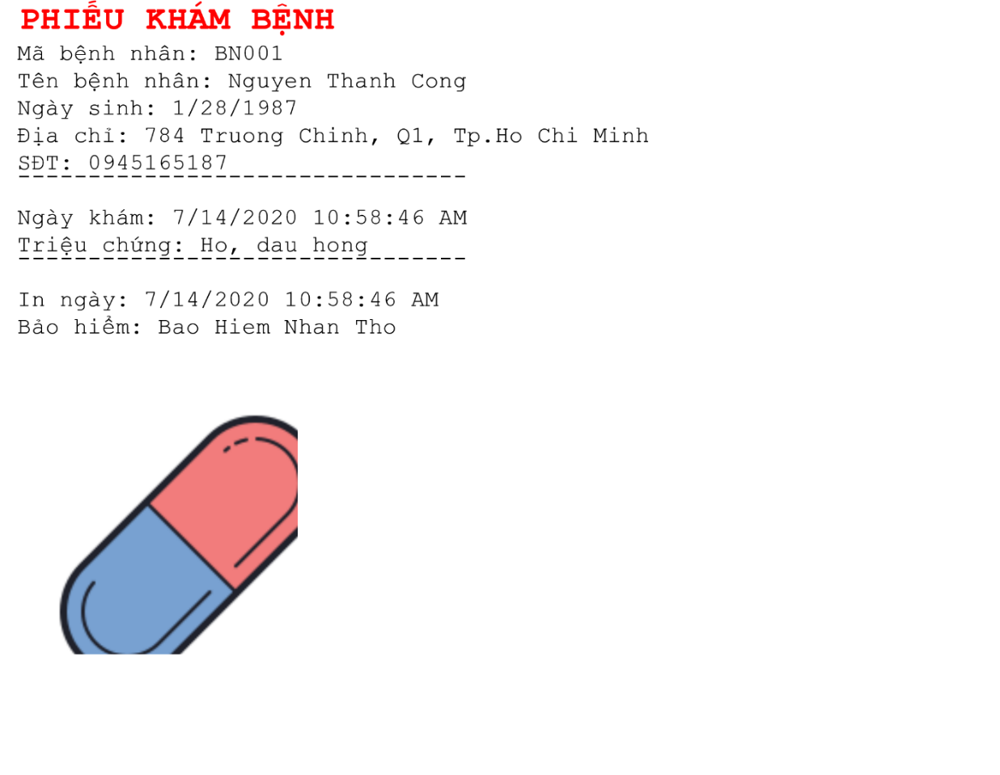 PHIẾU KHÁM BỆNH
Mã bệnh nhân: BN001
Tên bệnh nhân: Nguyen Thanh Cong
Ngày sinh: 1/28/1987
Địa chỉ: 784 Truong Chinh, Q1, Tp.Ho Chi Minh
SĐT: 0945165187
--------------------------------
Ngày khám: 7/14/2020 10:58:46 AM
Triệu chứng: Ho, dau hong
--------------------------------
In ngày: 7/14/2020 10:58:46 AM
Bảo hiểm: Bao Hiem Nhan Tho